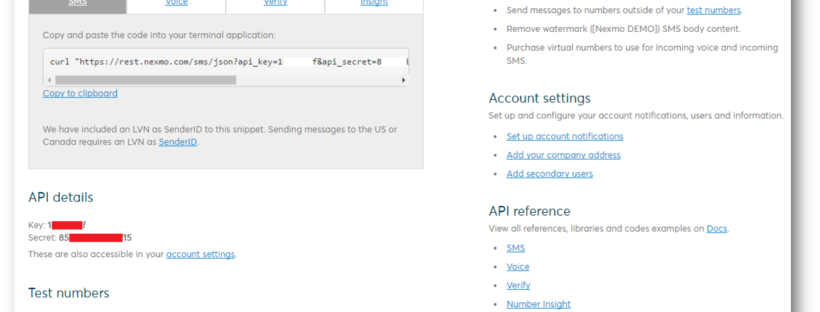 SMS
Voice
Verify
Insight
Copy and paste the code into your terminal application:
curl "https://rest.nexmo.com/sms/json?api_key=1 f&api_secret=8
Copy to clipboard
We have included an LVN as SenderID to this snippet. Sending messages to the US or
Canada requires an LVN as SenderID.
API details
Key: 1 f
Secret: 85 15
These are also accessible in your account settings.
Test numbers
Send messages to numbers outside of your test numbers.
Remove watermark ([Nexmo DEMO]) SMS body content.
Purchase virtual numbers to use for incoming voice and incoming
SMS.
Account settings
Set up and configure your account notifications, users and information.
Set up account notifications
Add your company address
Add secondary users
API reference
View all references, libraries and codes examples on Docs.
SMS
Voice
Verify
Number Insight